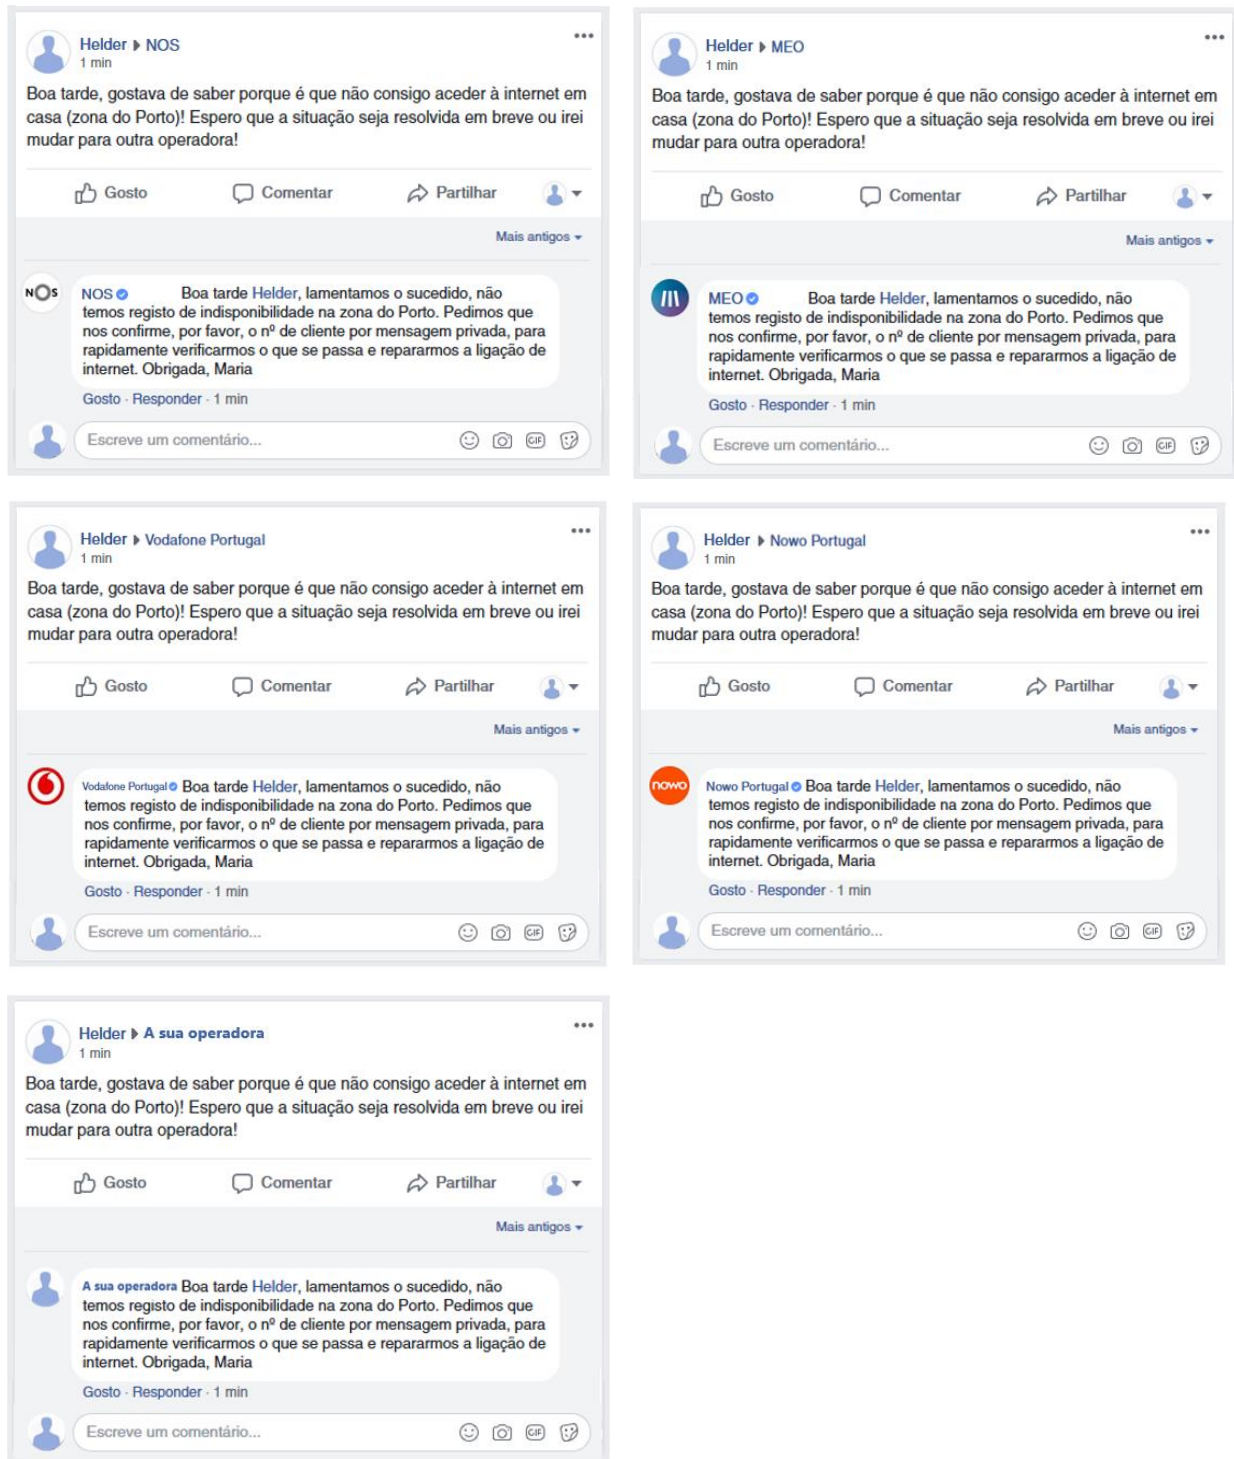 Helder ▸ NOS
1 min
Boa tarde, gostava de saber porque é que não consigo aceder à internet em
casa (zona do Porto)! Espero que a situação seja resolvida em breve ou irei
mudar para outra operadora!
Gosto Comentar Partilhar
Mais antigos
NOS
NOS Boa tarde Helder, lamentamos o sucedido, não
temos registo de indisponibilidade na zona do Porto. Pedimos que
nos confirme, por favor, o nº de cliente por mensagem privada, para
rapidamente verificarmos o que se passa e repararmos a ligação de
internet. Obrigada, Maria
Gosto · Responder · 1 min
Escreve um comentário...
GIF
Helder ▸ MEO
1 min
Boa tarde, gostava de saber porque é que não consigo aceder à internet em
casa (zona do Porto)! Espero que a situação seja resolvida em breve ou irei
mudar para outra operadora!
Gosto Comentar Partilhar
Mais antigos
MEO Boa tarde Helder, lamentamos o sucedido, não
temos registo de indisponibilidade na zona do Porto. Pedimos que
nos confirme, por favor, o nº de cliente por mensagem privada, para
rapidamente verificarmos o que se passa e repararmos a ligação de
internet. Obrigada, Maria
Gosto · Responder · 1 min
Escreve um comentário...
GIF
Helder ▸ Vodafone Portugal
1 min
Boa tarde, gostava de saber porque é que não consigo aceder à internet em
casa (zona do Porto)! Espero que a situação seja resolvida em breve ou irei
mudar para outra operadora!
Gosto Comentar Partilhar
Mais antigos
Vodafone Portugal Boa tarde Helder, lamentamos o sucedido, não
temos registo de indisponibilidade na zona do Porto. Pedimos que
nos confirme, por favor, o nº de cliente por mensagem privada, para
rapidamente verificarmos o que se passa e repararmos a ligação de
internet. Obrigada, Maria
Gosto · Responder · 1 min
Escreve um comentário...
GIF
Helder ▸ Nowo Portugal
1 min
Boa tarde, gostava de saber porque é que não consigo aceder à internet em
casa (zona do Porto)! Espero que a situação seja resolvida em breve ou irei
mudar para outra operadora!
Gosto Comentar Partilhar
Mais antigos
nowo
Nowo Portugal Boa tarde Helder, lamentamos o sucedido, não
temos registo de indisponibilidade na zona do Porto. Pedimos que
nos confirme, por favor, o nº de cliente por mensagem privada, para
rapidamente verificarmos o que se passa e repararmos a ligação de
internet. Obrigada, Maria
Gosto · Responder · 1 min
Escreve um comentário...
GIF
Helder ▸ A sua operadora
1 min
Boa tarde, gostava de saber porque é que não consigo aceder à internet em
casa (zona do Porto)! Espero que a situação seja resolvida em breve ou irei
mudar para outra operadora!
Gosto Comentar Partilhar
Mais antigos
A sua operadora Boa tarde Helder, lamentamos o sucedido, não
temos registo de indisponibilidade na zona do Porto. Pedimos que
nos confirme, por favor, o nº de cliente por mensagem privada, para
rapidamente verificarmos o que se passa e repararmos a ligação de
internet. Obrigada, Maria
Gosto · Responder · 1 min
Escreve um comentário...
GIF